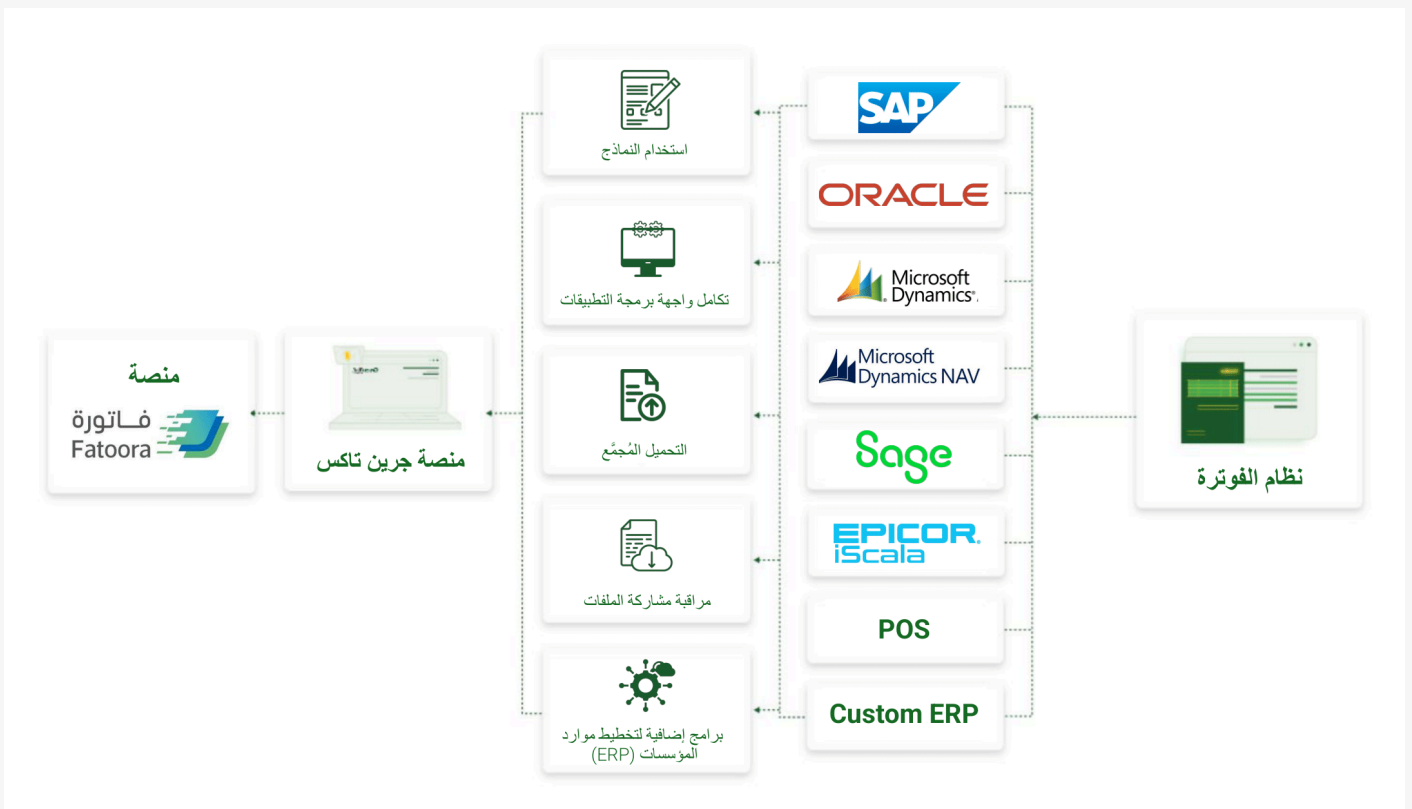 نظام الفوترة
SAP
ORACLE
Microsoft
Dynamics
Microsoft
Dynamics NAV
Sage
EPICOR
iScala
POS
Custom ERP
استخدام النماذج
تكامل واجهة برمجة التطبيقات
التحميل المُجمَّع
مراقبة مشاركة الملفات
برامج إضافية لتخطيط موارد
المؤسسات (ERP)
منصة جرين تاكس
منصة
فاتورة
Fatoora